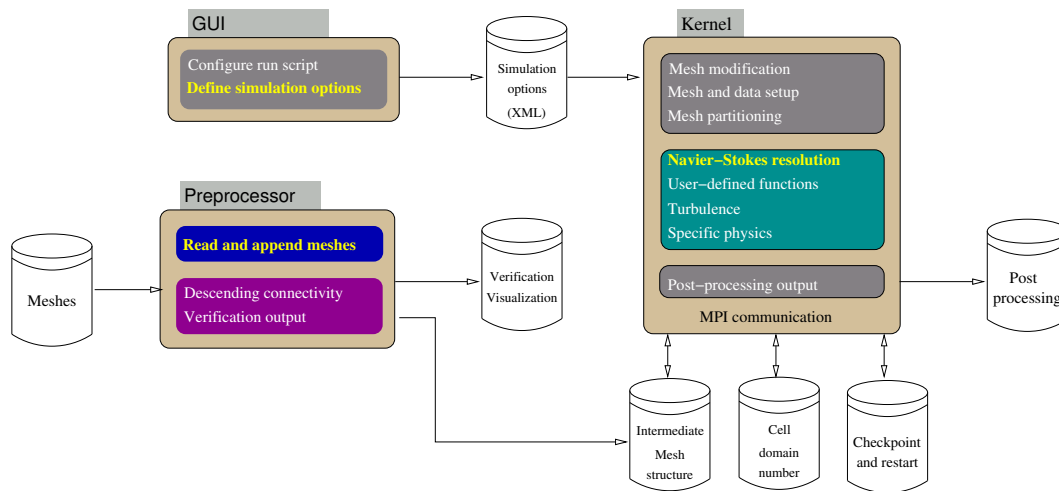 GUI
Configure run script
Define simulation options
Simulation
options
(XML)
Kernel
Mesh modification
Mesh and data setup
Mesh partitioning
Navier−Stokes resolution
User−defined functions
Turbulence
Specific physics
Post−processing output
MPI communication
Preprocessor
Read and append meshes
Descending connectivity
Verification output
Meshes
Verification
Visualization
Post
processing
Intermediate
Mesh
structure
Cell
domain
number
Checkpoint
and restart